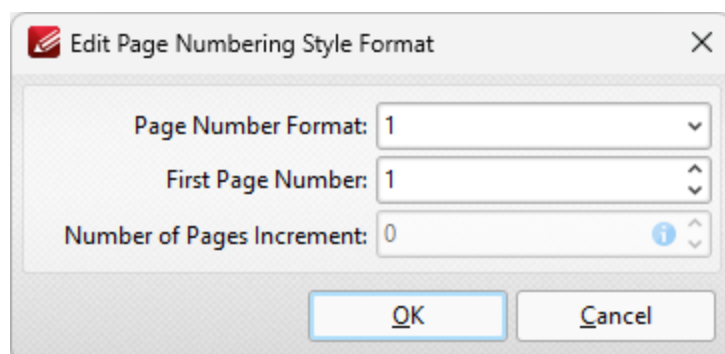 Edit Page Numbering Style Format
Page Number Format: 1
First Page Number: 1
Number of Pages Increment: 0
OK Cancel